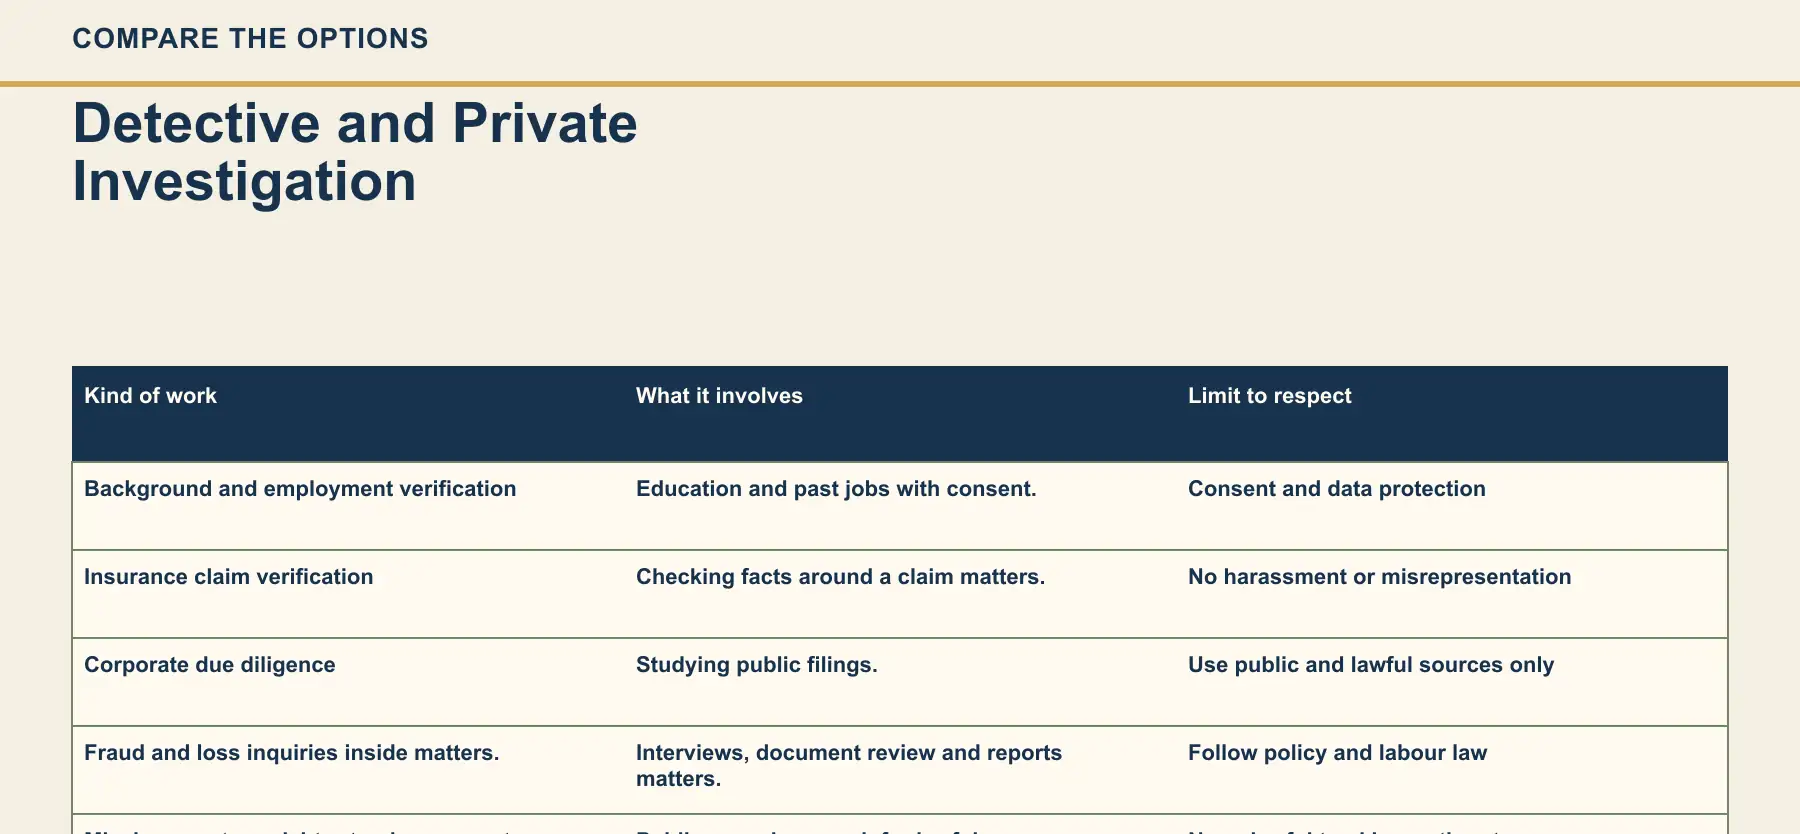 COMPARE THE OPTIONS
Detective and Private
Investigation
Kind of work
What it involves
Limit to respect
Background and employment verification
Education and past jobs with consent.
Consent and data protection
Insurance claim verification
Checking facts around a claim matters.
No harassment or misrepresentation
Corporate due diligence
Studying public filings.
Use public and lawful sources only
Fraud and loss inquiries inside matters.
Interviews, document review and reports
matters.
Follow policy and labour law